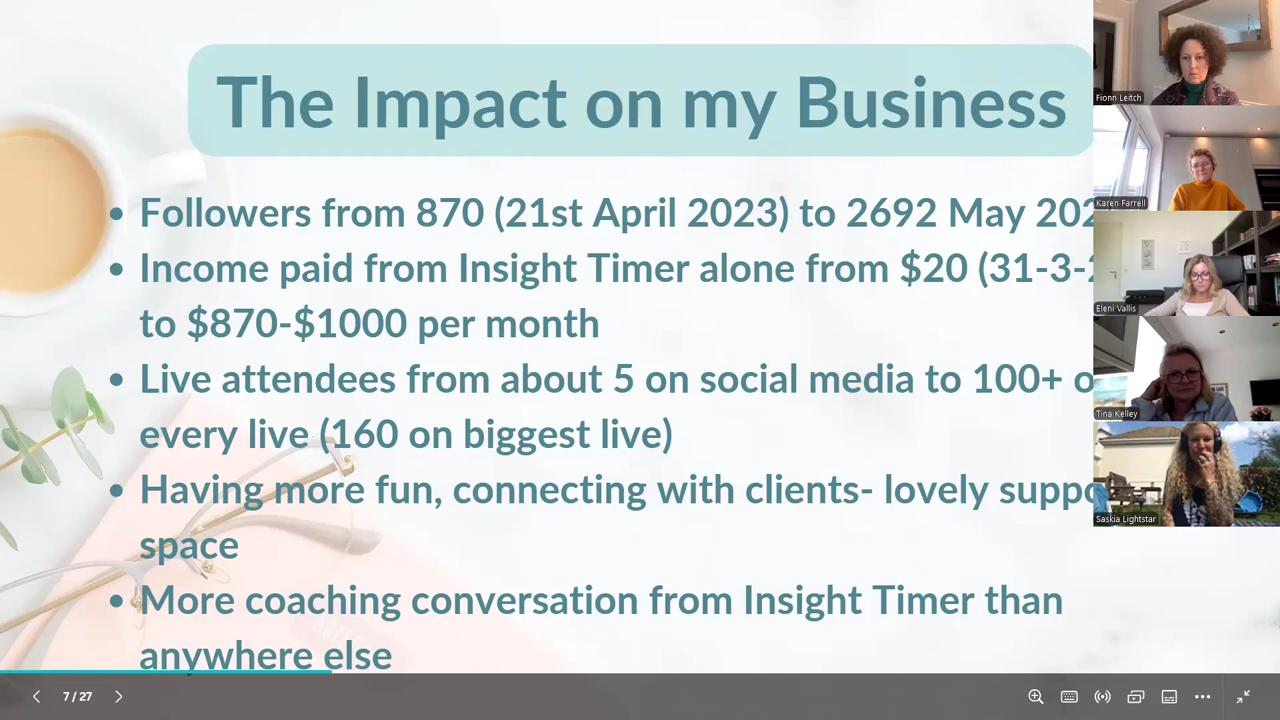 The Impact on my Business
• Followers from 870 (21st April 2023) to 2692 May
• Income paid from Insight Timer alone from $20 (31-3-
to $870-$1000 per month
• Live attendees from about 5 on social media to 100+
every live (160 on biggest live)
• Having more fun, connecting with clients- lovely
space
• More coaching conversation from Insight Timer than
anywhere else
Fionn Leitch
Karen Farrell
Eleni Vallis
Tina Kelley
Saskia Lightstar
7 / 27